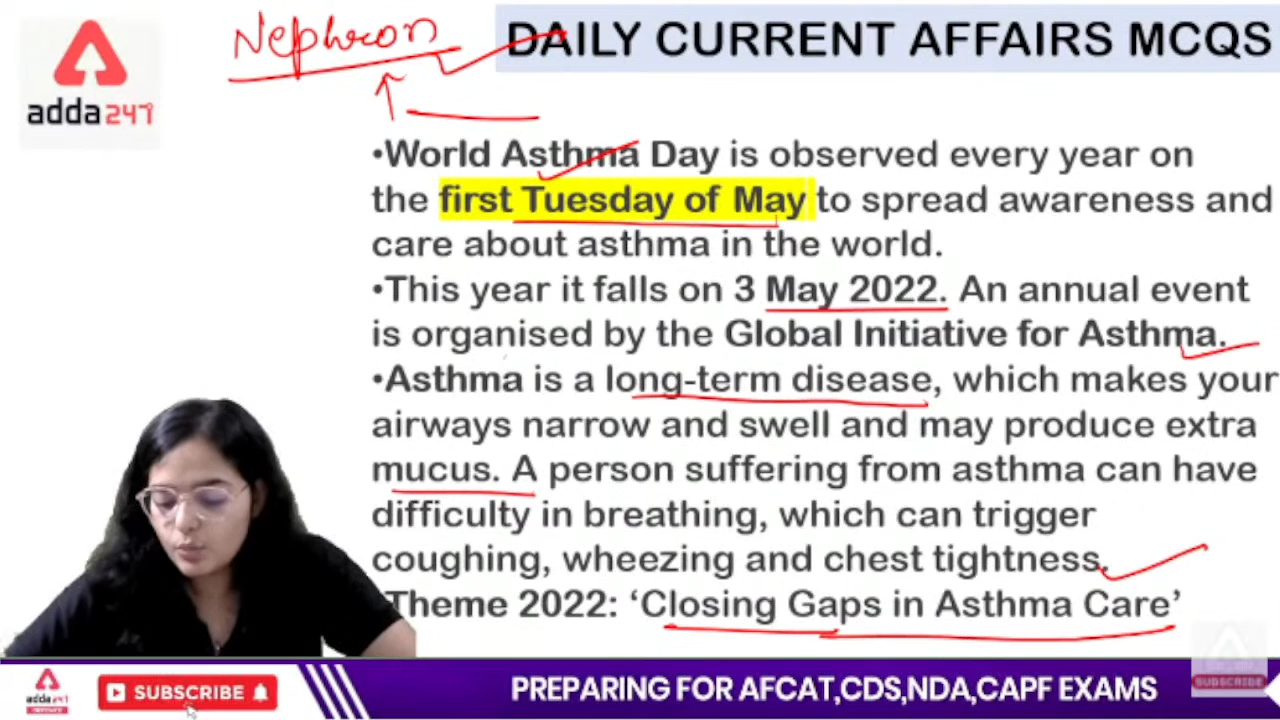 Nephron
DAILY CURRENT AFFAIRS MCQS
adda247
•World Asthma Day is observed every year on
the first Tuesday of May to spread awareness and
care about asthma in the world.
•This year it falls on 3 May 2022. An annual event
is organised by the Global Initiative for Asthma.
•Asthma is a long-term disease, which makes your
airways narrow and swell and may produce extra
mucus. A person suffering from asthma can have
difficulty in breathing, which can trigger
coughing, wheezing and chest tightness.
Theme 2022: ‘Closing Gaps in Asthma Care’
SUBSCRIBE
adda247
SUBSCRIBE
PREPARING FOR AFCAT,CDS,NDA,CAPF EXAMS